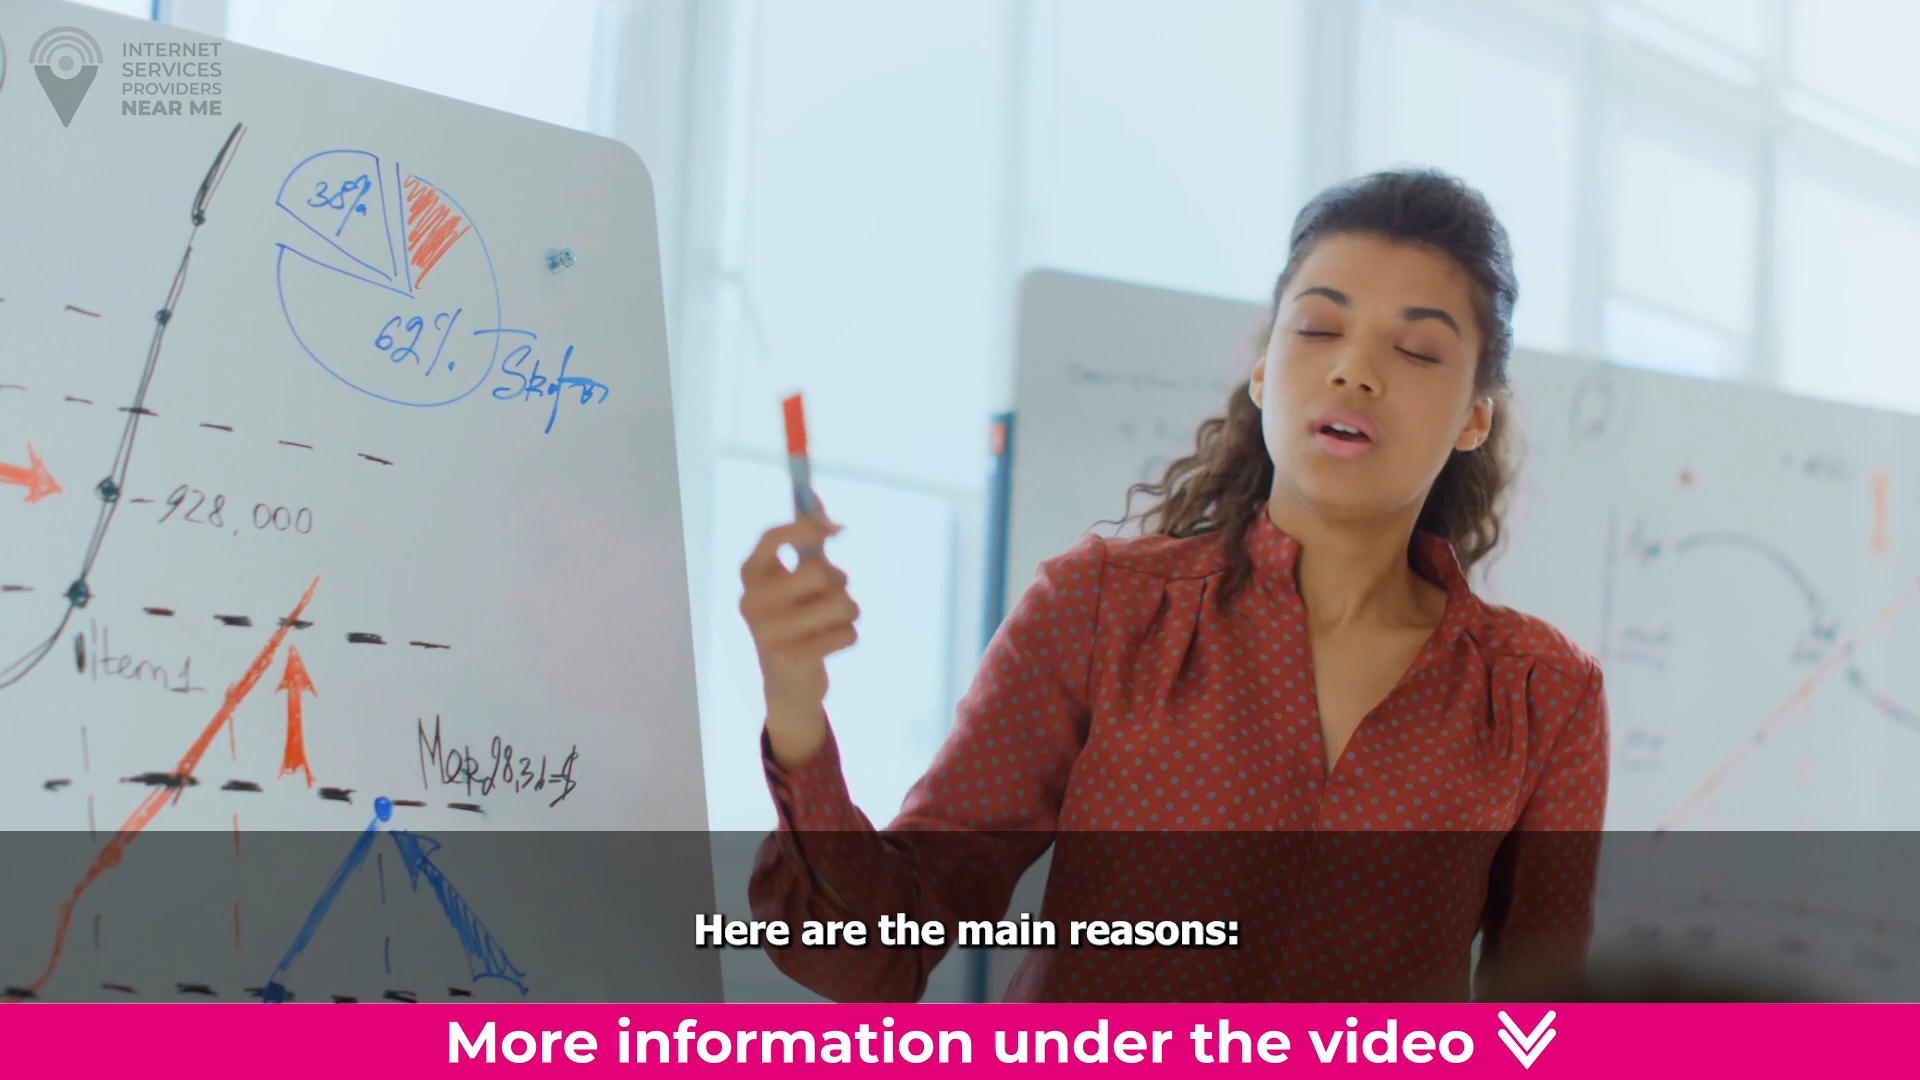 INTERNET
SERVICES
PROVIDERS
NEAR ME
38%
62%
-928,000
Item1
Here are the main reasons:
More information under the video